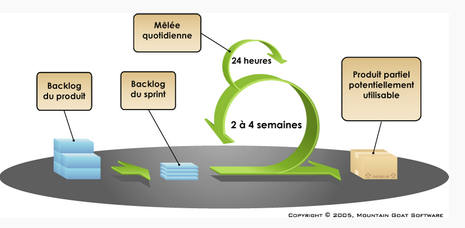 Mêlée
quotidienne
24 heures
Backlog
du produit
Backlog
du sprint
Produit partiel
potentiellement
utilisable
2 à 4 semaines
COPYRIGHT © 2005, MOUNTAIN GOAT SOFTWARE